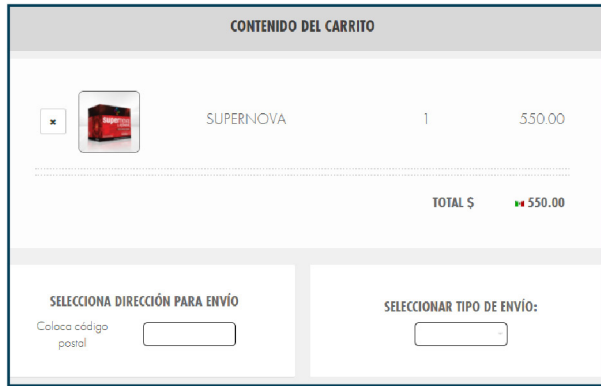 CONTENIDO DEL CARRITO
× SUPERNOVA 1 550.00
TOTAL $ 550.00
SELECCIONA DIRECCIÓN PARA ENVÍO
Coloca código
postal
SELECCIONAR TIPO DE ENVÍO: